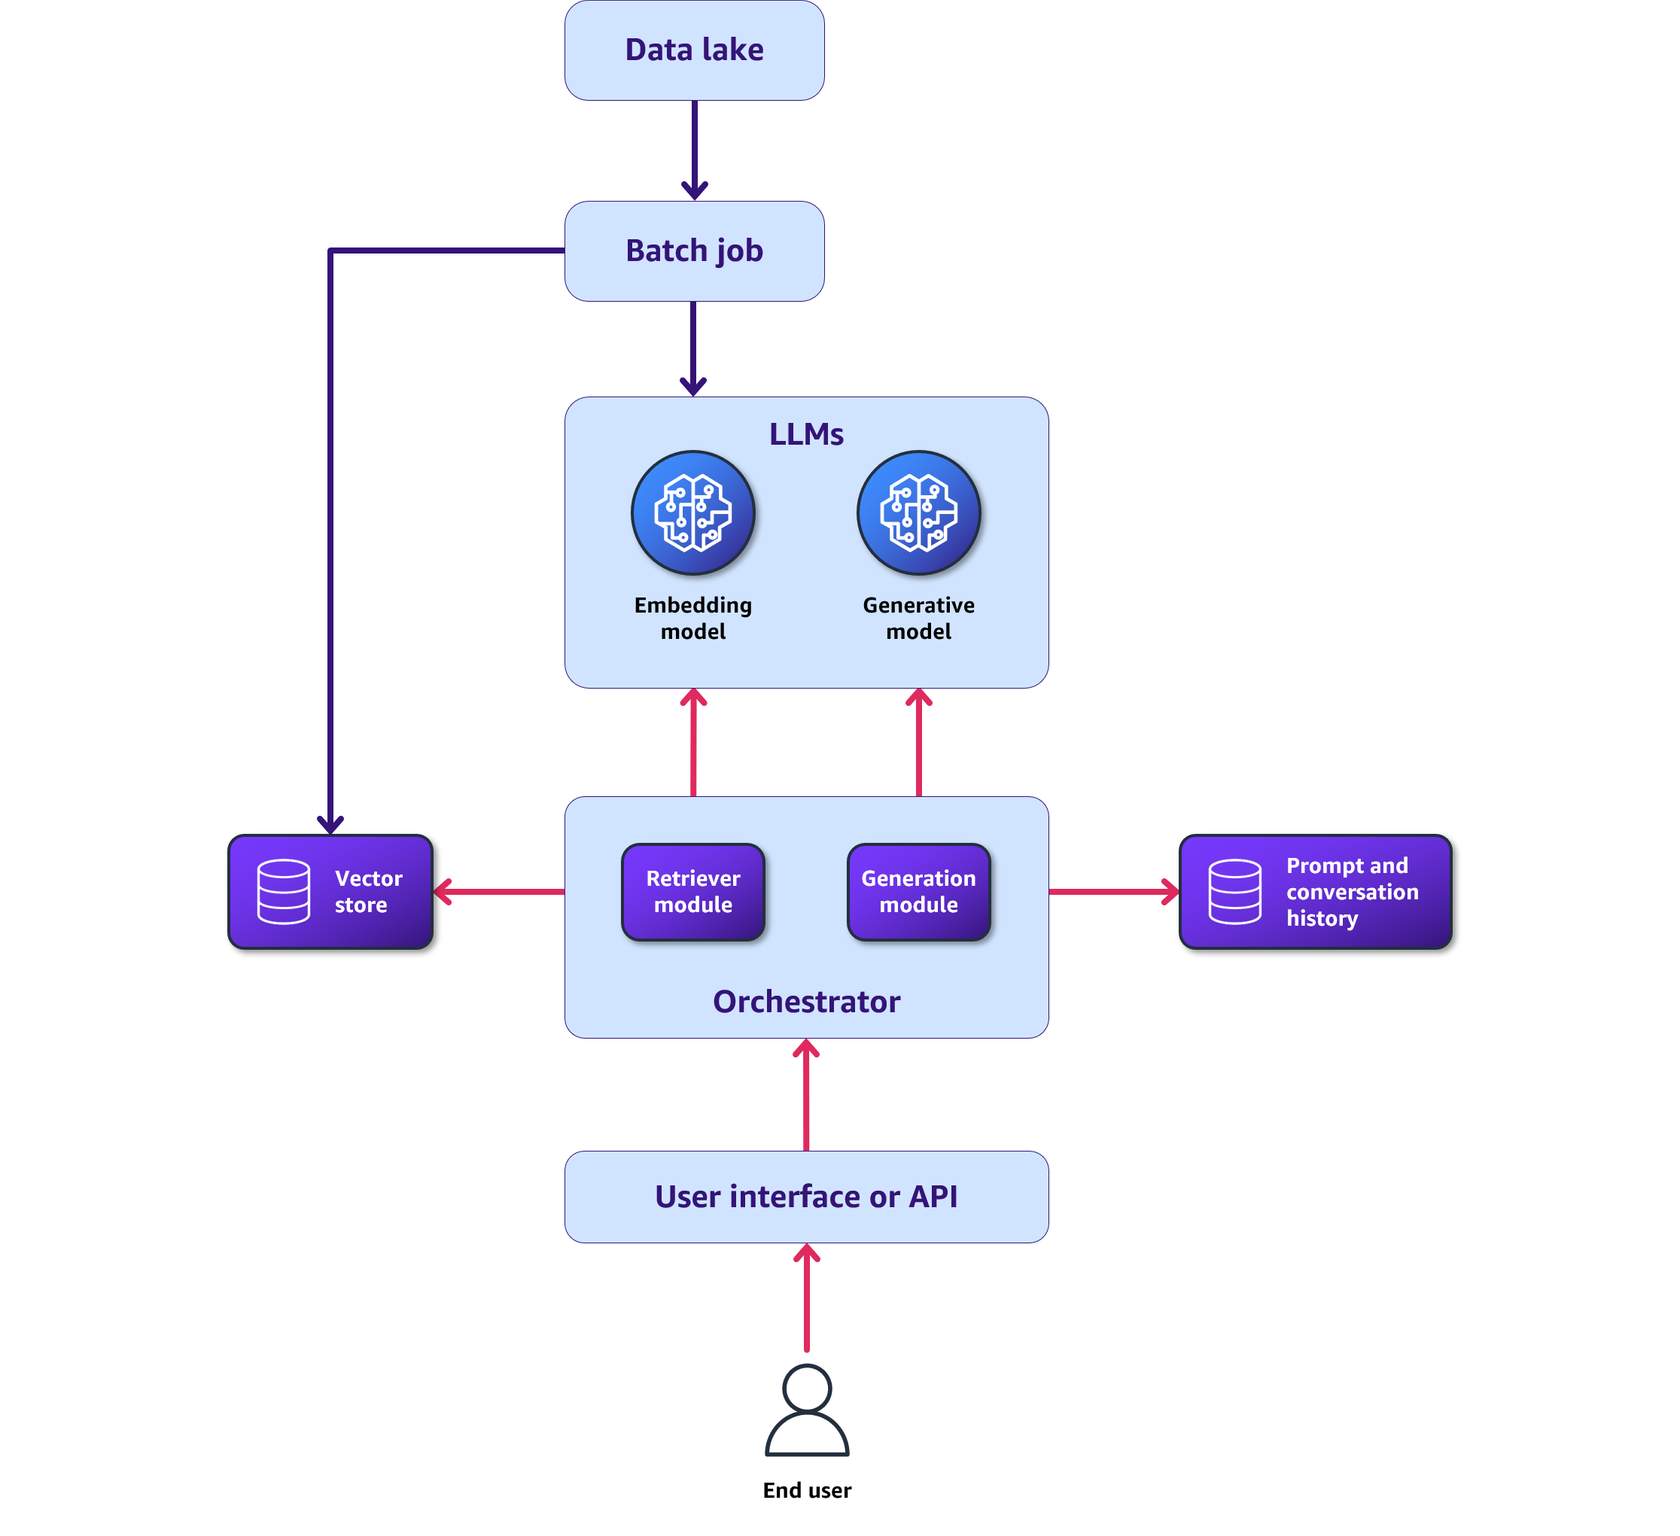 Data lake
Batch job
LLMs
Embedding
model
Generative
model
Vector
store
Retriever
module
Generation
module
Prompt and
conversation
history
Orchestrator
User interface or API
End user